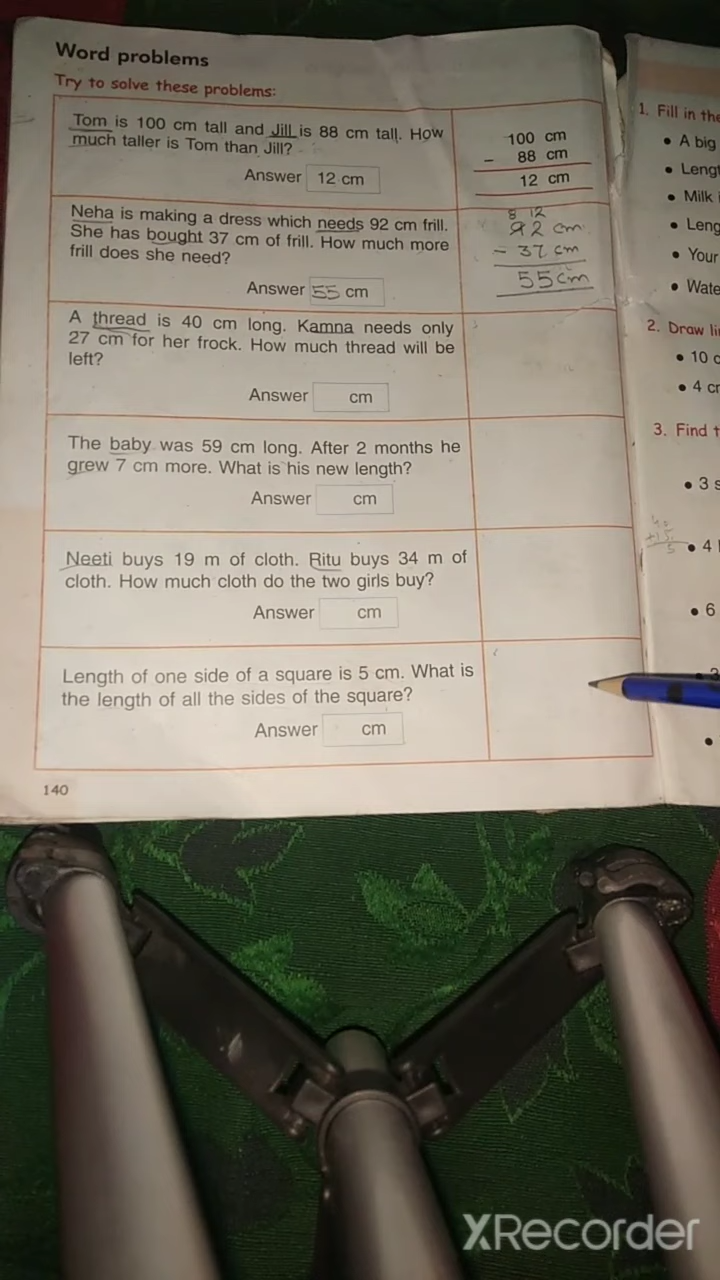 Word problems
Try to solve these problems:
Tom is 100 cm tall and Jill is 88 cm tall. How
much taller is Tom than Jill?
Answer 12 cm
100 cm
- 88 cm
12 cm
Neha is making a dress which needs 92 cm frill.
She has bought 37 cm of frill. How much more
frill does she need?
Answer 55 cm
8 12
92 cm
- 37 cm
55 cm
A thread is 40 cm long. Kamna needs only
27 cm for her frock. How much thread will be
left?
Answer cm
The baby was 59 cm long. After 2 months he
grew 7 cm more. What is his new length?
Answer cm
Neeti buys 19 m of cloth. Ritu buys 34 m of
cloth. How much cloth do the two girls buy?
Answer cm
Length of one side of a square is 5 cm. What is
the length of all the sides of the square?
Answer cm
140
1. Fill in the
• A big
• Lengt
• Milk
• Leng
• Your
• Wate
2. Draw li
• 10 c
• 4 cr
3. Find t
• 3 s
• 4
• 6
XRecorder